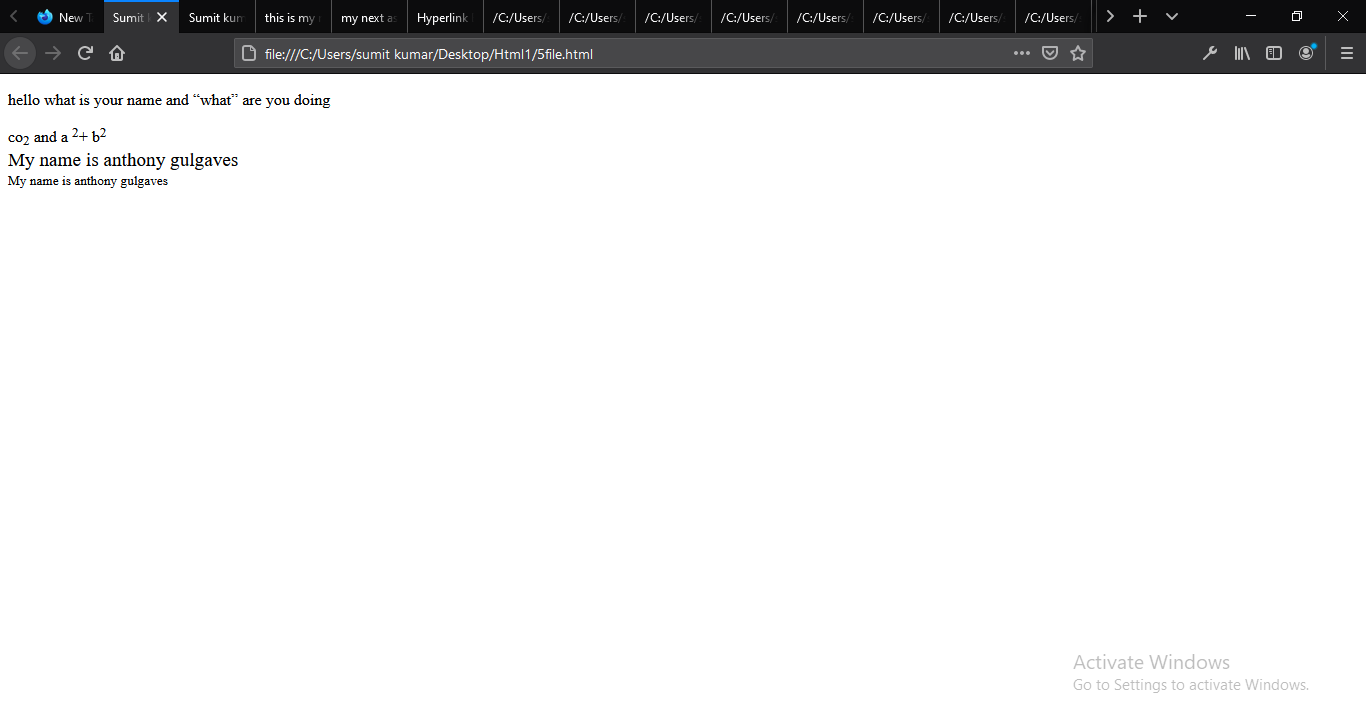 New T
Sumit
Sumit kum
this is my
my next as
Hyperlink
/C:/Users/
/C:/Users/
/C:/Users/
/C:/Users/
/C:/Users/
/C:/Users/
/C:/Users/
/C:/Users/
file:///C:/Users/sumit kumar/Desktop/Html1/5file.html
hello what is your name and “what” are you doing
co₂ and a ²+ b²
My name is anthony gulgaves
My name is anthony gulgaves
Activate Windows
Go to Settings to activate Windows.